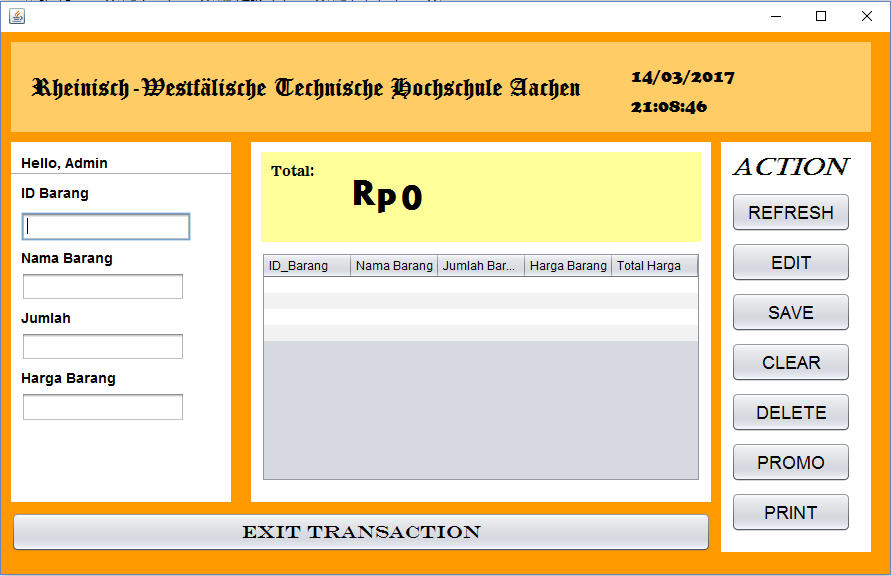 Rheinisch-Westfälische Technische Hochschule Aachen
14/03/2017
21:08:46
Hello, Admin
ID Barang
Nama Barang
Jumlah
Harga Barang
Total:
Rp0
ID_Barang Nama Barang Jumlah Bar... Harga Barang Total Harga
ACTION
REFRESH
EDIT
SAVE
CLEAR
DELETE
PROMO
PRINT
EXIT TRANSACTION